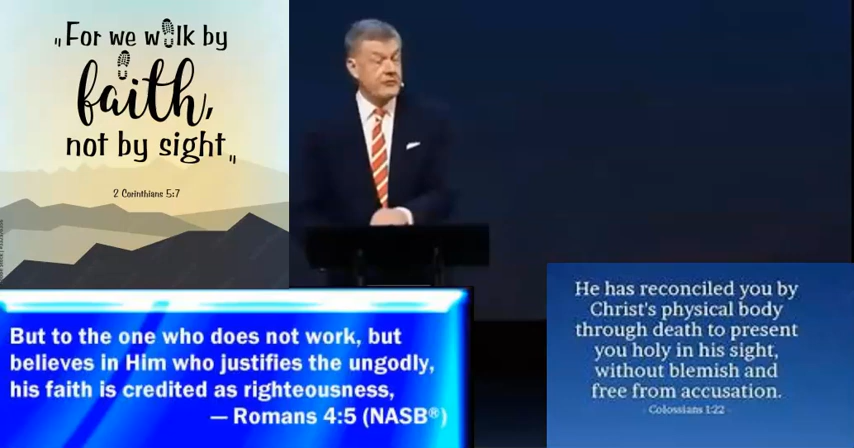 „For we walk by
faith,
not by sight„
2 Corinthians 5:7
But to the one who does not work, but
believes in Him who justifies the ungodly,
his faith is credited as righteousness,
— Romans 4:5 (NASB®)
He has reconciled you by
Christ's physical body
through death to present
you holy in his sight,
without blemish and
free from accusation.
- Colossians 1:22 -